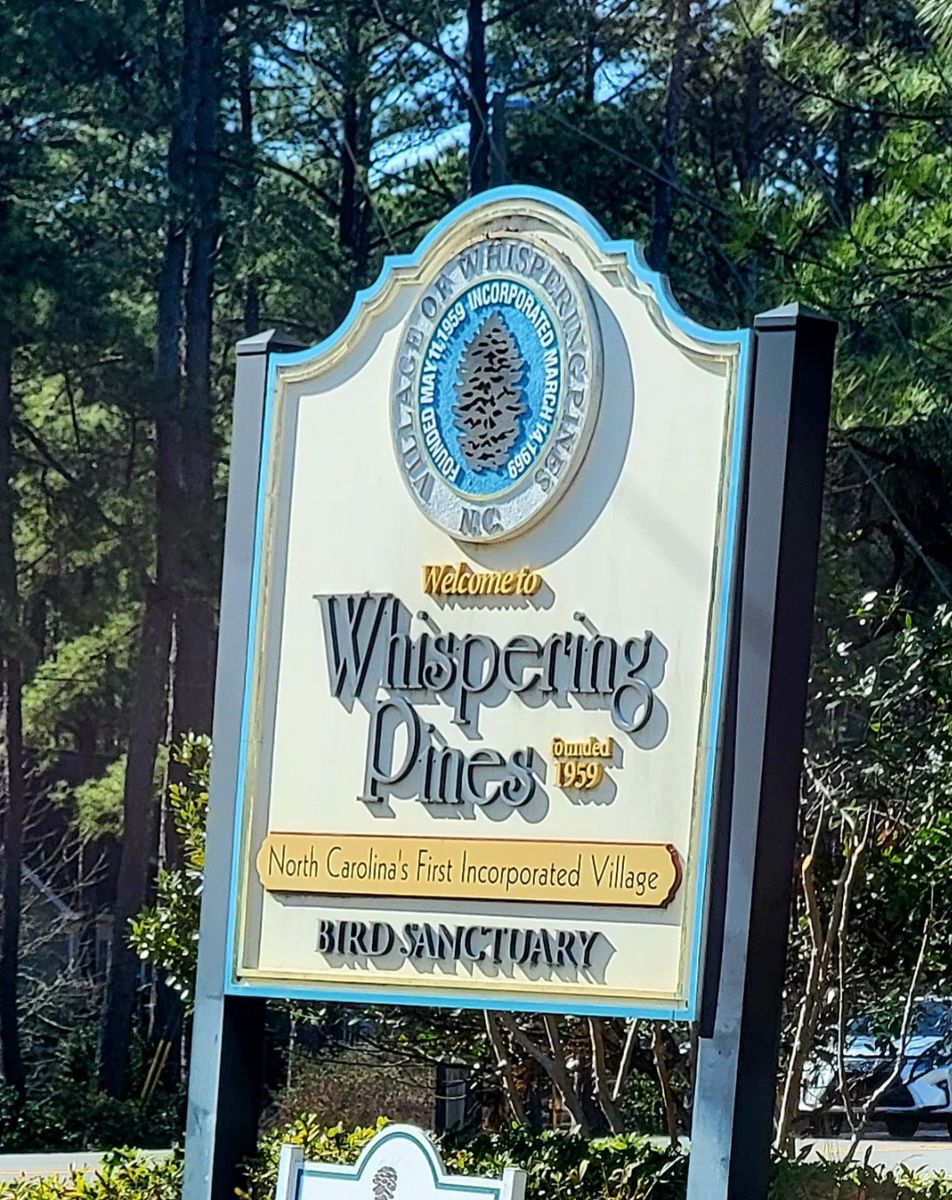 VILLAGE OF WHISPERING PINES
N.C.
FOUNDED MAY 11, 1959 INCORPORATED MARCH 14, 1969
Welcome to
Whispering
Pines
founded
1959
North Carolina's First Incorporated Village
BIRD SANCTUARY